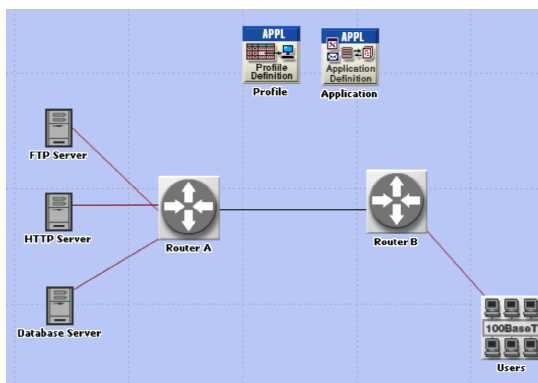 APPL
Profile
Definition
Profile
APPL
Application
Definition
Application
FTP Server
HTTP Server
Database Server
Router A
Router B
100BaseT
Users